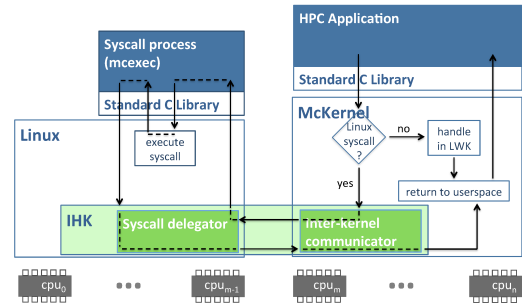 Syscall process
(mcexec)
Standard C Library
HPC Application
Standard C Library
Linux
execute
syscall
McKernel
Linux
syscall
?
no
yes
handle
in LWK
return to userspace
IHK
Syscall delegator
Inter-kernel
communicator
cpu0
•••
cpum-1
cpum
•••
cpun